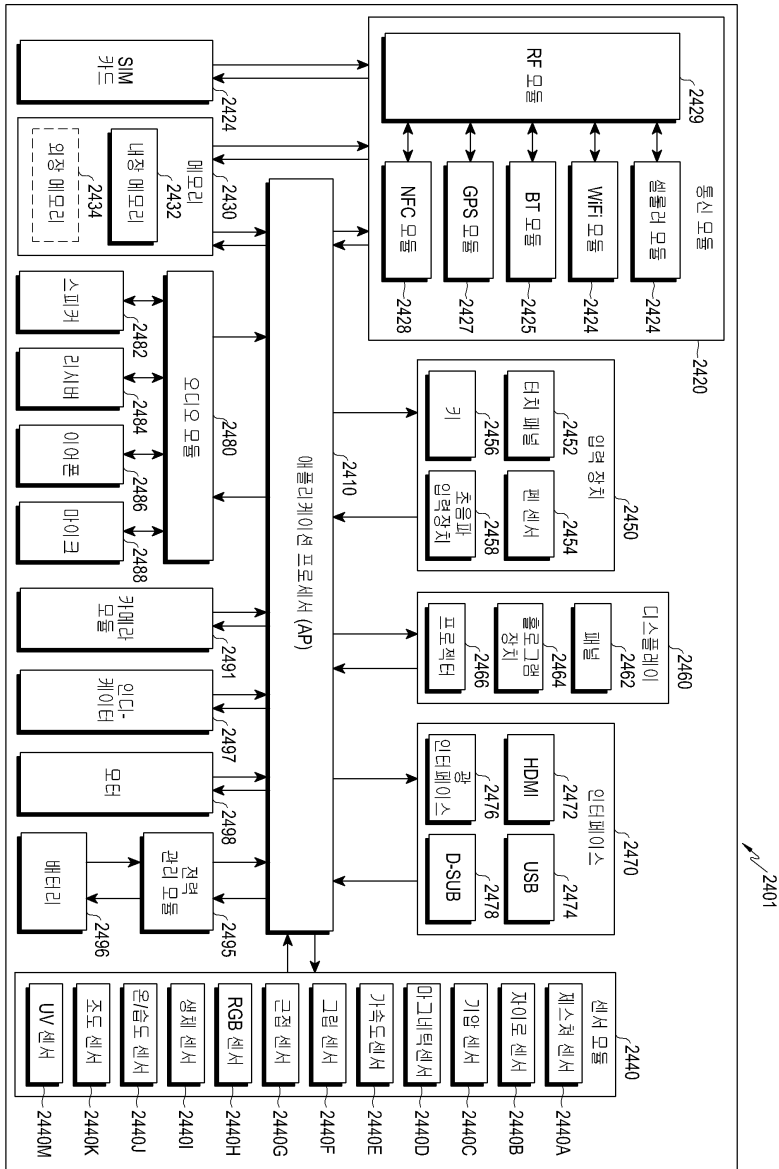 2401
통신 모듈
2420
셀룰러 모듈
2424
WiFi 모듈
2424
BT 모듈
2425
GPS 모듈
2427
NFC 모듈
2428
RF 모듈
2429
SIM
카드
2424
메모리
2430
내장 메모리
2432
외장 메모리
2434
입력 장치
2450
터치 패널
2452
펜 센서
2454
키
2456
초음파
입력장치
2458
디스플레이
2460
패널
2462
홀로그램
장치
2464
프로젝터
2466
인터페이스
2470
HDMI
2472
USB
2474
광
인터페이스
2476
D-SUB
2478
애플리케이션 프로세서 (AP)
2410
오디오 모듈
2480
스피커
2482
리시버
2484
이어폰
2486
마이크
2488
카메라
모듈
2491
인디-
케이터
2497
모터
2498
전력
관리 모듈
2495
배터리
2496
센서 모듈
2440
제스처 센서
2440A
자이로 센서
2440B
기압 센서
2440C
마그네틱센서
2440D
가속도센서
2440E
그립 센서
2440F
근접 센서
2440G
RGB 센서
2440H
생체 센서
2440I
온/습도 센서
2440J
조도 센서
2440K
UV 센서
2440M